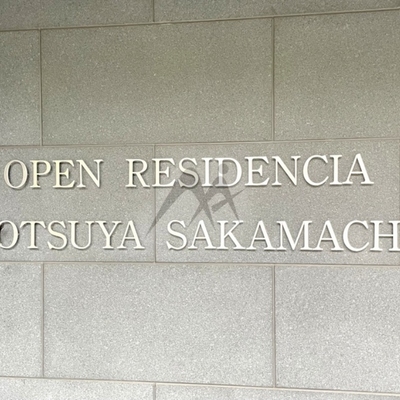 OPEN RESIDENCIA
OTSUYA SAKAMACH